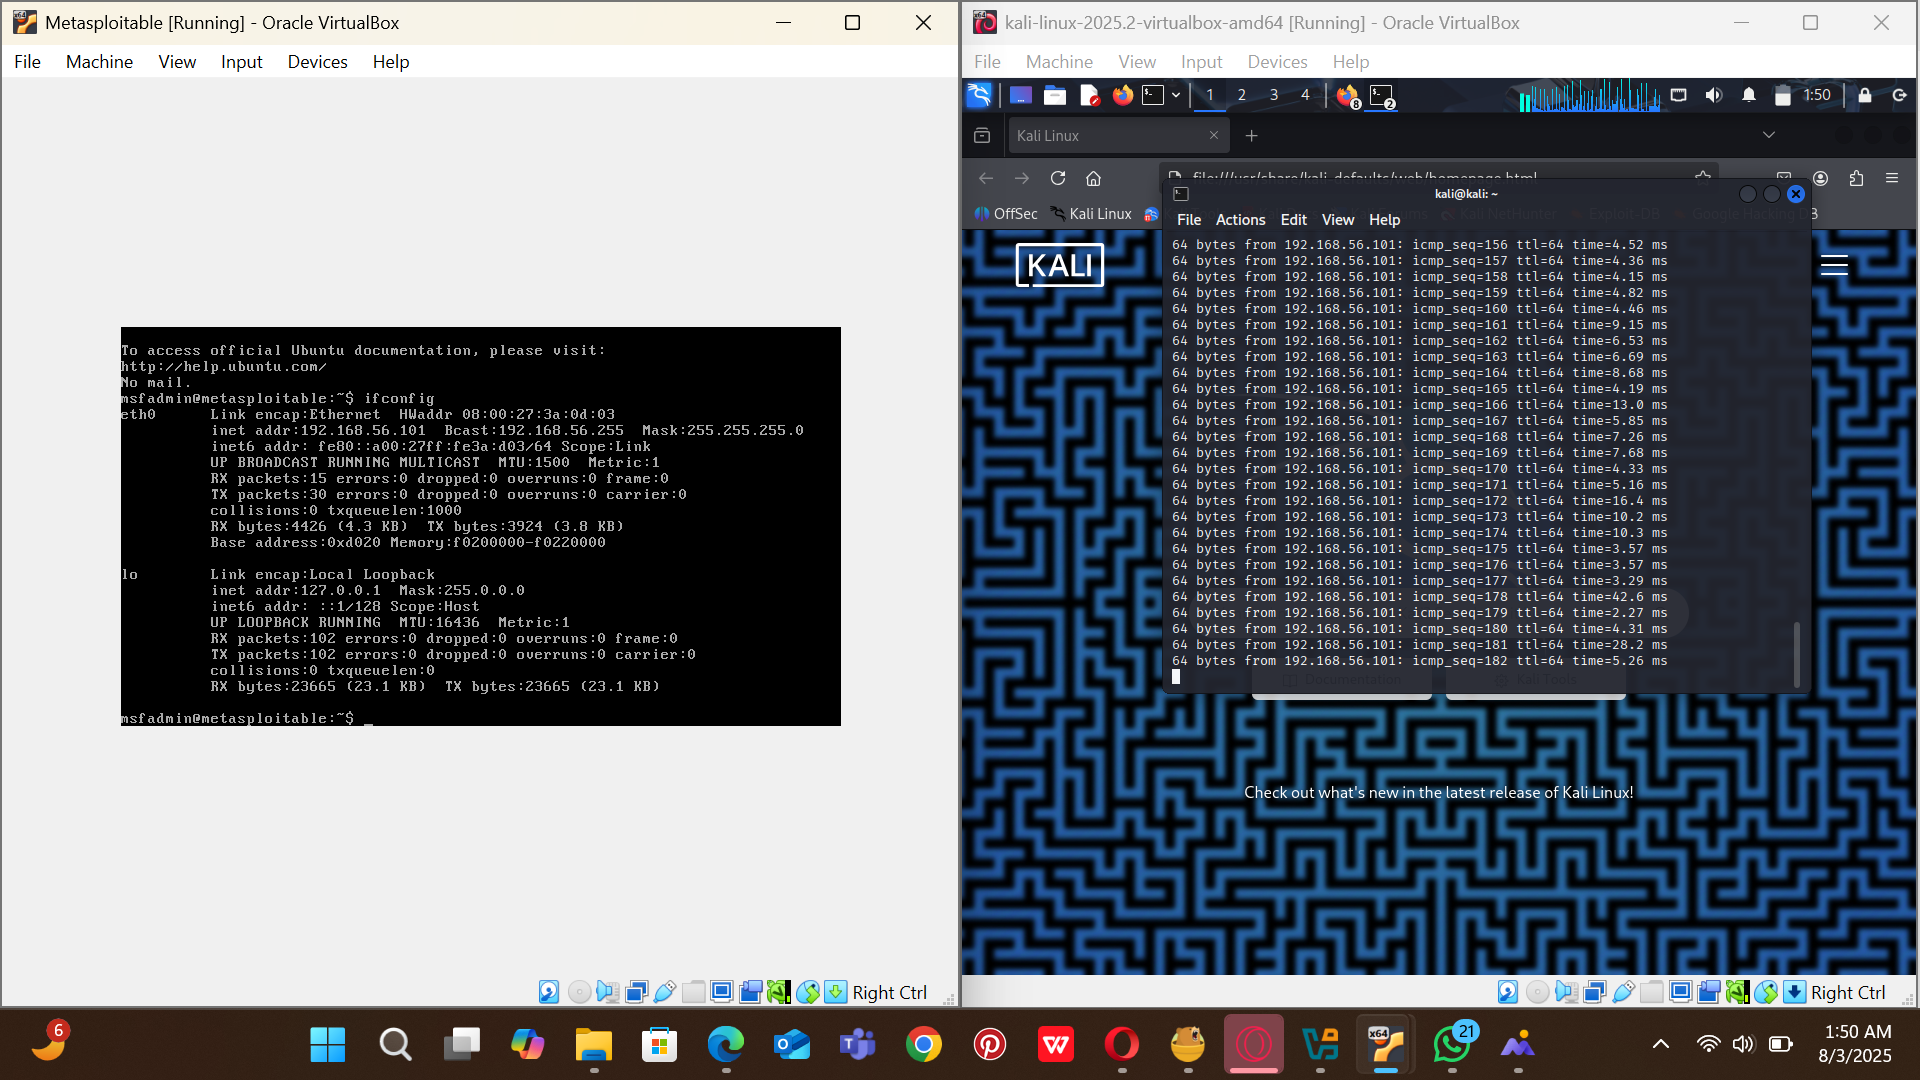 Metasploitable [Running] - Oracle VirtualBox
File Machine View Input Devices Help
To access official Ubuntu documentation, please visit:
http://help.ubuntu.com/
No mail.
msfadmin@metasploitable:~$ ifconfig
eth0 Link encap:Ethernet HWaddr 08:00:27:3a:0d:03
inet addr:192.168.56.101 Bcast:192.168.56.255 Mask:255.255.255.0
inet6 addr: fe80::a00:27ff:fe3a:d03/64 Scope:Link
UP BROADCAST RUNNING MULTICAST MTU:1500 Metric:1
RX packets:15 errors:0 dropped:0 overruns:0 frame:0
TX packets:30 errors:0 dropped:0 overruns:0 carrier:0
collisions:0 txqueuelen:1000
RX bytes:4426 (4.3 KB) TX bytes:3924 (3.8 KB)
Base address:0xd020 Memory:f0200000-f0220000
lo Link encap:Local Loopback
inet addr:127.0.0.1 Mask:255.0.0.0
inet6 addr: ::1/128 Scope:Host
UP LOOPBACK RUNNING MTU:16436 Metric:1
RX packets:102 errors:0 dropped:0 overruns:0 frame:0
TX packets:102 errors:0 dropped:0 overruns:0 carrier:0
collisions:0 txqueuelen:0
RX bytes:23665 (23.1 KB) TX bytes:23665 (23.1 KB)
msfadmin@metasploitable:~$ _
Right Ctrl
kali-linux-2025.2-virtualbox-amd64 [Running] - Oracle VirtualBox
File Machine View Input Devices Help
1 2 3 4 8 2 1:50
Kali Linux
file:///usr/share/kali-defaults/web/homepage.html
OffSec Kali Linux Kali NetHunter Exploit-DB Google Hacking DB
KALI
kali@kali: ~
File Actions Edit View Help
64 bytes from 192.168.56.101: icmp_seq=156 ttl=64 time=4.52 ms
64 bytes from 192.168.56.101: icmp_seq=157 ttl=64 time=4.36 ms
64 bytes from 192.168.56.101: icmp_seq=158 ttl=64 time=4.15 ms
64 bytes from 192.168.56.101: icmp_seq=159 ttl=64 time=4.82 ms
64 bytes from 192.168.56.101: icmp_seq=160 ttl=64 time=4.46 ms
64 bytes from 192.168.56.101: icmp_seq=161 ttl=64 time=9.15 ms
64 bytes from 192.168.56.101: icmp_seq=162 ttl=64 time=6.53 ms
64 bytes from 192.168.56.101: icmp_seq=163 ttl=64 time=6.69 ms
64 bytes from 192.168.56.101: icmp_seq=164 ttl=64 time=8.68 ms
64 bytes from 192.168.56.101: icmp_seq=165 ttl=64 time=4.19 ms
64 bytes from 192.168.56.101: icmp_seq=166 ttl=64 time=13.0 ms
64 bytes from 192.168.56.101: icmp_seq=167 ttl=64 time=5.85 ms
64 bytes from 192.168.56.101: icmp_seq=168 ttl=64 time=7.26 ms
64 bytes from 192.168.56.101: icmp_seq=169 ttl=64 time=7.68 ms
64 bytes from 192.168.56.101: icmp_seq=170 ttl=64 time=4.33 ms
64 bytes from 192.168.56.101: icmp_seq=171 ttl=64 time=5.16 ms
64 bytes from 192.168.56.101: icmp_seq=172 ttl=64 time=16.4 ms
64 bytes from 192.168.56.101: icmp_seq=173 ttl=64 time=10.2 ms
64 bytes from 192.168.56.101: icmp_seq=174 ttl=64 time=10.3 ms
64 bytes from 192.168.56.101: icmp_seq=175 ttl=64 time=3.57 ms
64 bytes from 192.168.56.101: icmp_seq=176 ttl=64 time=3.57 ms
64 bytes from 192.168.56.101: icmp_seq=177 ttl=64 time=3.29 ms
64 bytes from 192.168.56.101: icmp_seq=178 ttl=64 time=42.6 ms
64 bytes from 192.168.56.101: icmp_seq=179 ttl=64 time=2.27 ms
64 bytes from 192.168.56.101: icmp_seq=180 ttl=64 time=4.31 ms
64 bytes from 192.168.56.101: icmp_seq=181 ttl=64 time=28.2 ms
64 bytes from 192.168.56.101: icmp_seq=182 ttl=64 time=5.26 ms
Documentation Kali Tools
Check out what's new in the latest release of Kali Linux!
Right Ctrl
6
x64
21
1:50 AM
8/3/2025